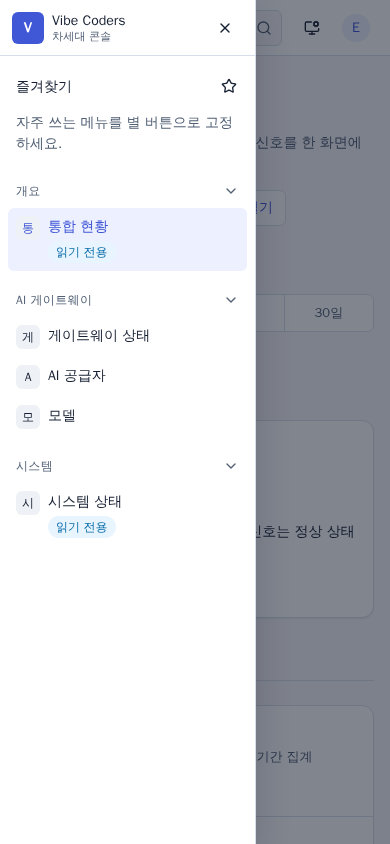 V
Vibe Coders
차세대 콘솔
E
즐겨찾기
자주 쓰는 메뉴를 별 버튼으로 고정
하세요.
신호를 한 화면에
개요
통
통합 현황
읽기 전용
기
AI 게이트웨이
30일
게
게이트웨이 상태
A
AI 공급자
모
모델
시스템
시
시스템 상태
읽기 전용
신호는 정상 상태
기간 집계